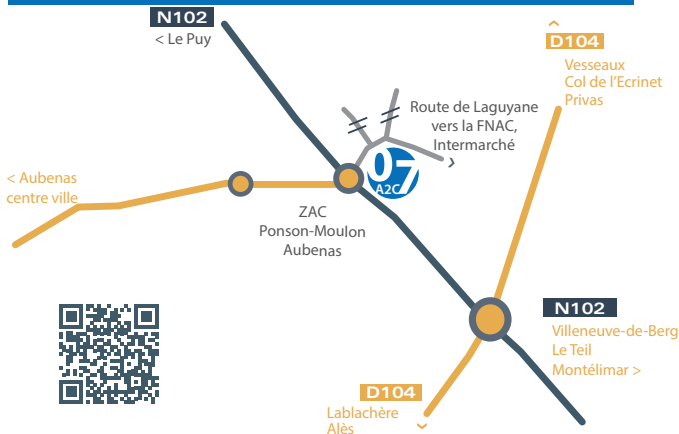 N102
< Le Puy
D104
Vesseaux
Col de l'Ecrinet
Privas
Route de Laguyane
vers la FNAC,
Intermarché
07
A2C
< Aubenas
centre ville
ZAC
Ponson-Moulon
Aubenas
N102
Villeneuve-de-Berg
Le Teil
Montélimar >
D104
Lablachère
Alès